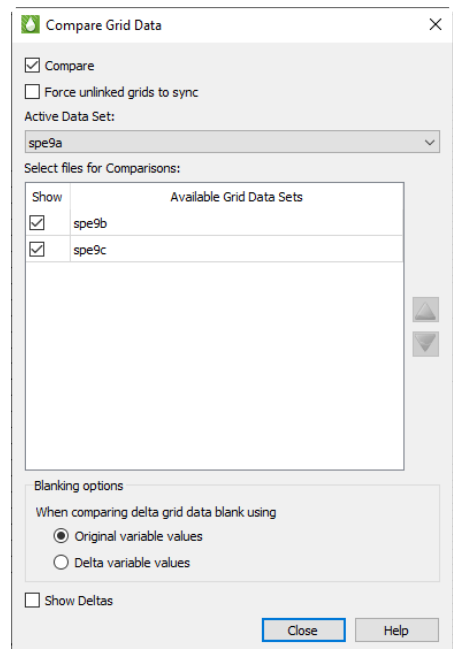 Compare Grid Data
Compare
Force unlinked grids to sync
Active Data Set:
spe9a
Select files for Comparisons:
Show Available Grid Data Sets
spe9b
spe9c
Blanking options
When comparing delta grid data blank using
Original variable values
Delta variable values
Show Deltas
Close Help